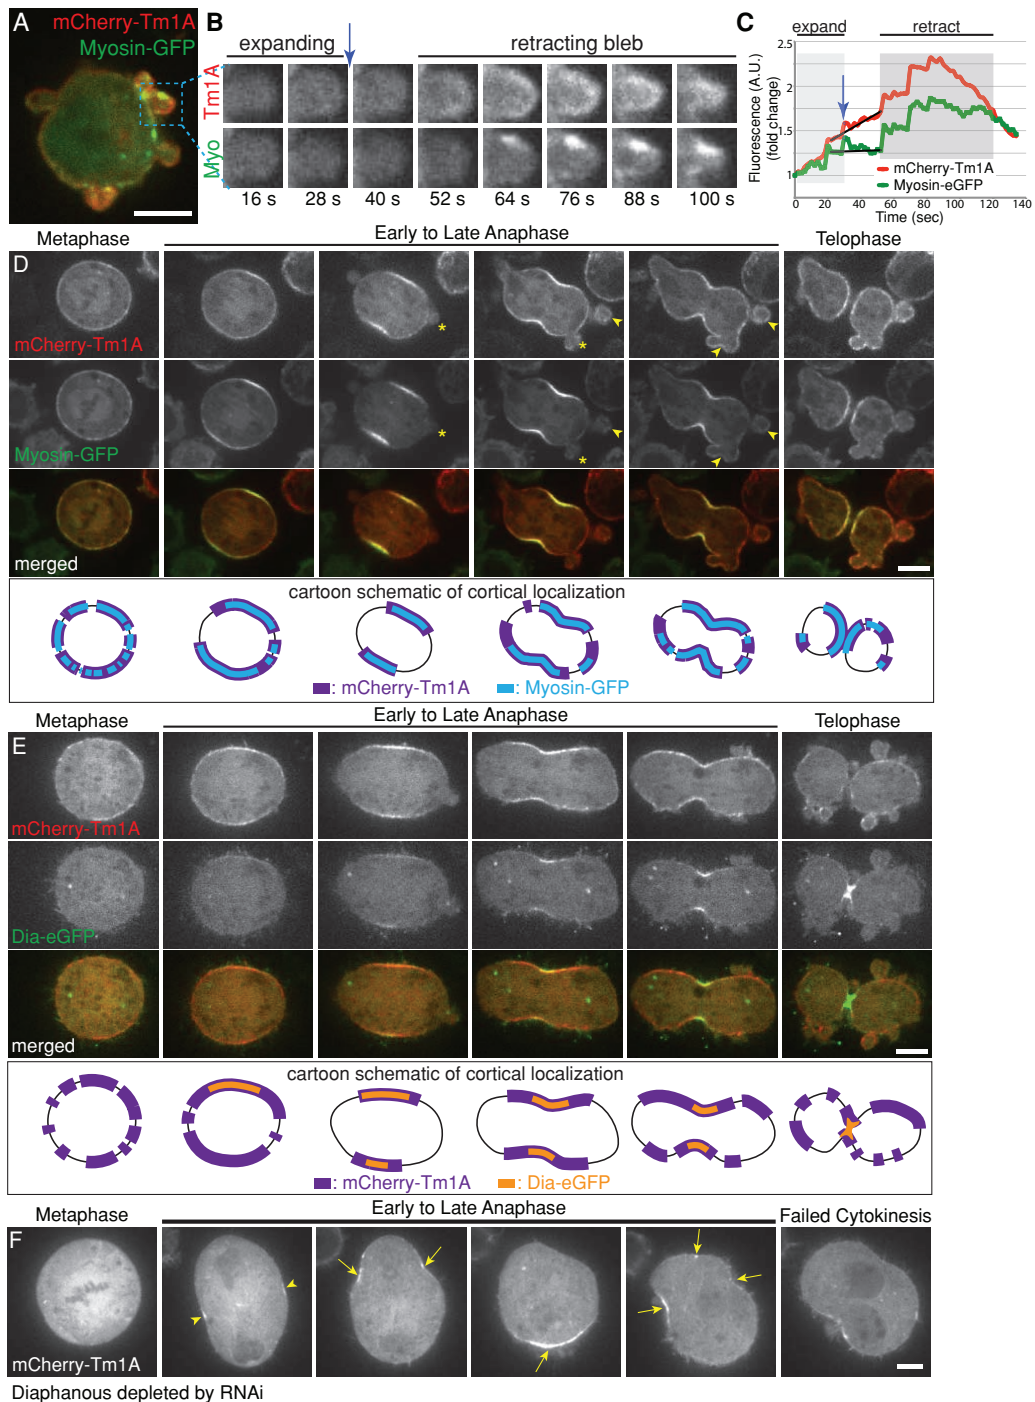 A
mCherry-Tm1A
Myosin-GFP
B
expanding
retracting bleb
Tm1A
Myo
16 s 28 s 40 s 52 s 64 s 76 s 88 s 100 s
C
expand retract
Fluorescence (A.U.)
(fold change)
2.5
2
1.5
1
mCherry-Tm1A
Myosin-eGFP
0 20 40 60 80 100 120 140
Time (sec)
Metaphase Early to Late Anaphase Telophase
D
mCherry-Tm1A
*
*
Myosin-GFP
*
*
merged
cartoon schematic of cortical localization
: mCherry-Tm1A : Myosin-GFP
Metaphase Early to Late Anaphase Telophase
E
mCherry-Tm1A
Dia-eGFP
merged
cartoon schematic of cortical localization
: mCherry-Tm1A : Dia-eGFP
Metaphase Early to Late Anaphase Failed Cytokinesis
F
mCherry-Tm1A
Diaphanous depleted by RNAi